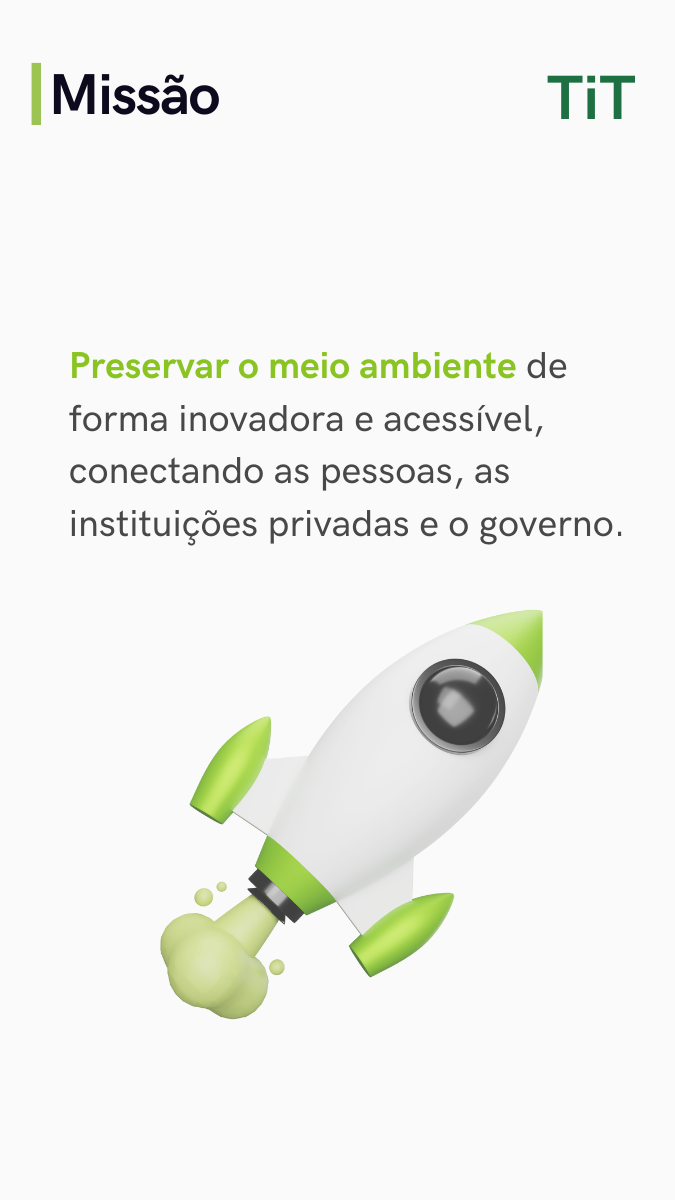 Missão
TiT
Preservar o meio ambiente de
forma inovadora e acessível,
conectando as pessoas, as
instituições privadas e o governo.